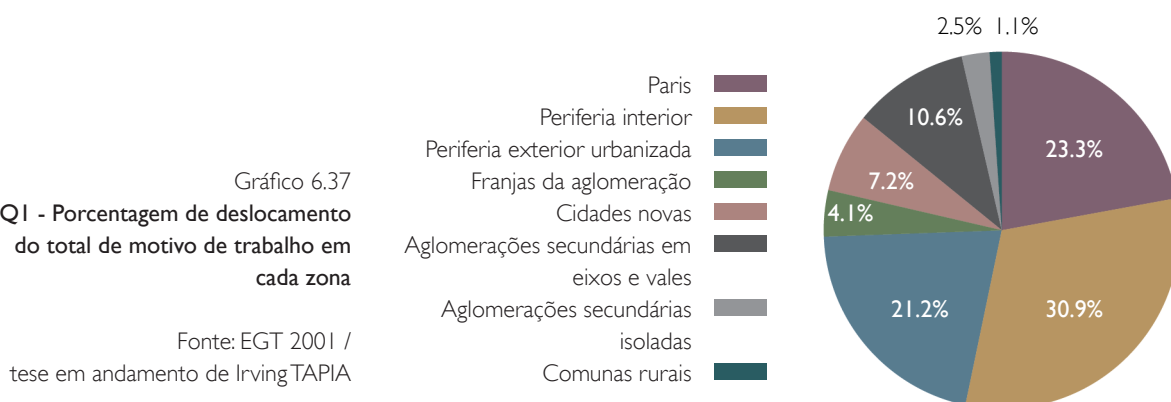 Gráfico 6.37
Q1 - Porcentagem de deslocamento
do total de motivo de trabalho em
cada zona
Fonte: EGT 2001 /
tese em andamento de Irving TAPIA
Paris
Periferia interior
Periferia exterior urbanizada
Franjas da aglomeração
Cidades novas
Aglomerações secundárias em
eixos e vales
Aglomerações secundárias
isoladas
Comunas rurais
2.5% 1.1%
10.6%
23.3%
7.2%
4.1%
21.2%
30.9%